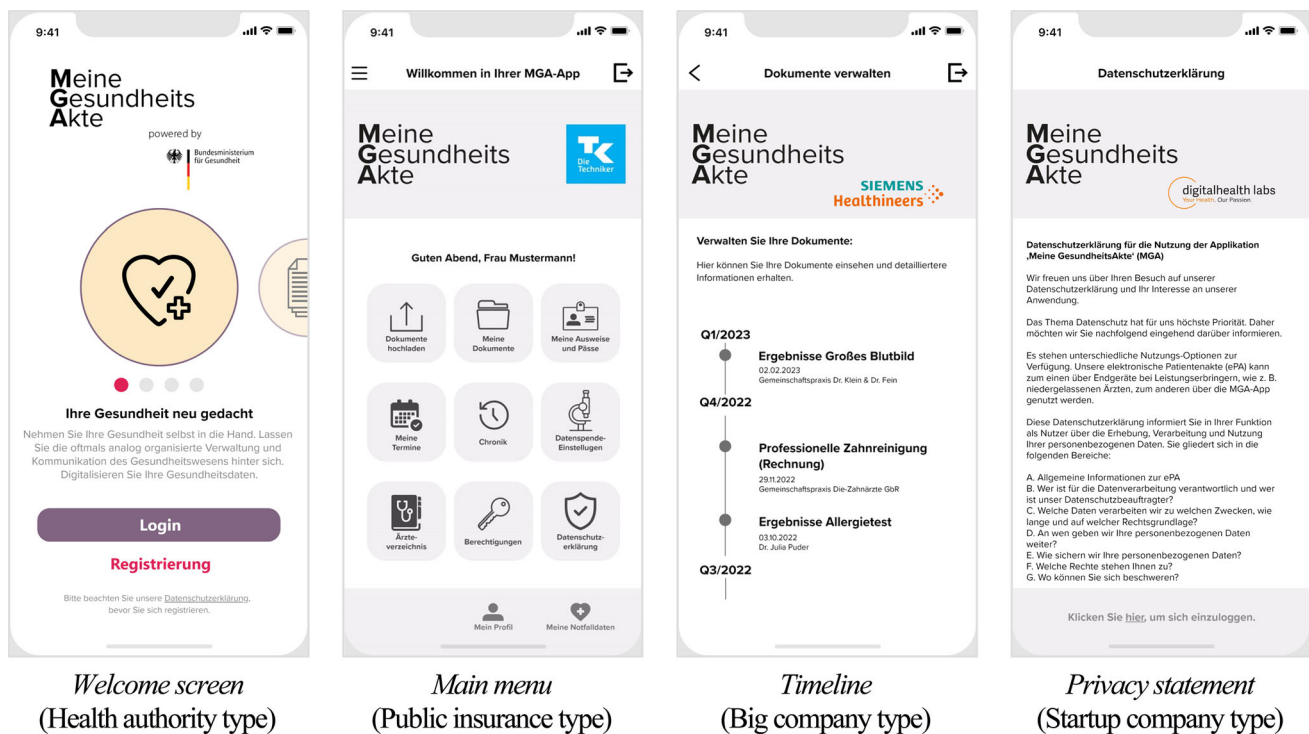 9:41
Meine
Gesundheits
Akte
powered by
Bundesministerium
für Gesundheit
Ihre Gesundheit neu gedacht
Nehmen Sie Ihre Gesundheit selbst in die Hand. Lassen
Sie die oftmals analog organisierte Verwaltung und
Kommunikation des Gesundheitswesens hinter sich.
Digitalisieren Sie Ihre Gesundheitsdaten.
Login
Registrierung
Bitte beachten Sie unsere Datenschutzerklärung,
bevor Sie sich registrieren.
Welcome screen
(Health authority type)
9:41
Willkommen in Ihrer MGA-App
Meine
Gesundheits
Akte
TK
Die
Techniker
Guten Abend, Frau Mustermann!
Dokumente
hochladen
Meine
Dokumente
Meine Ausweise
und Pässe
Meine
Termine
Chronik
Datenspende-
Einstellugen
Ärzte-
verzeichnis
Berechtigungen
Datenschutz-
erklärung
Mein Profil
Meine Notfalldaten
Main menu
(Public insurance type)
9:41
Dokumente verwalten
Meine
Gesundheits
Akte
SIEMENS
Healthineers
Verwalten Sie Ihre Dokumente:
Hier können Sie Ihre Dokumente einsehen und detailliertere
Informationen erhalten.
Q1/2023
Ergebnisse Großes Blutbild
02.02.2023
Gemeinschaftspraxis Dr. Klein & Dr. Fein
Q4/2022
Professionelle Zahnreinigung
(Rechnung)
29.11.2022
Gemeinschaftspraxis Die-Zahnärzte GbR
Ergebnisse Allergietest
03.10.2022
Dr. Julia Puder
Q3/2022
Timeline
(Big company type)
9:41
Datenschutzerklärung
Meine
Gesundheits
Akte
digitalhealth labs
Your Health. Our Passion.
Datenschutzerklärung für die Nutzung der Applikation
‚Meine GesundheitsAkte' (MGA)
Wir freuen uns über Ihren Besuch auf unserer
Datenschutzerklärung und Ihr Interesse an unserer
Anwendung.
Das Thema Datenschutz hat für uns höchste Priorität. Daher
möchten wir Sie nachfolgend eingehend darüber informieren.
Es stehen unterschiedliche Nutzungs-Optionen zur
Verfügung. Unsere elektronische Patientenakte (ePA) kann
zum einen über Endgeräte bei Leistungserbringern, wie z. B.
niedergelassenen Ärzten, zum anderen über die MGA-App
genutzt werden.
Diese Datenschutzerklärung informiert Sie in Ihrer Funktion
als Nutzer über die Erhebung, Verarbeitung und Nutzung
Ihrer personenbezogenen Daten. Sie gliedert sich in die
folgenden Bereiche:
A. Allgemeine Informationen zur ePA
B. Wer ist für die Datenverarbeitung verantwortlich und wer
ist unser Datenschutzbeauftragter?
C. Welche Daten verarbeiten wir zu welchen Zwecken, wie
lange und auf welcher Rechtsgrundlage?
D. An wen geben wir Ihre personenbezogenen Daten
weiter?
E. Wie sichern wir Ihre personenbezogenen Daten?
F. Welche Rechte stehen Ihnen zu?
G. Wo können Sie sich beschweren?
Klicken Sie hier, um sich einzuloggen.
Privacy statement
(Startup company type)